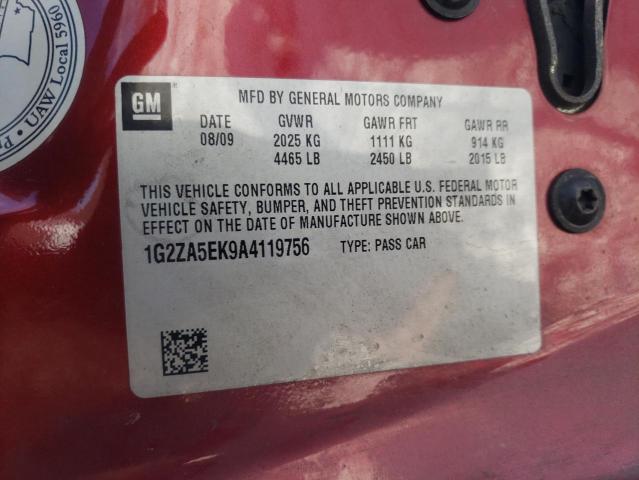 UAW Local 5960
GM
MFD BY GENERAL MOTORS COMPANY
DATE GVWR GAWR FRT GAWR RR
08/09 2025 KG 1111 KG 914 KG
4465 LB 2450 LB 2015 LB
THIS VEHICLE CONFORMS TO ALL APPLICABLE U.S. FEDERAL MOTOR
VEHICLE SAFETY, BUMPER, AND THEFT PREVENTION STANDARDS IN
EFFECT ON THE DATE OF MANUFACTURE SHOWN ABOVE.
1G2ZA5EK9A4119756 TYPE: PASS CAR